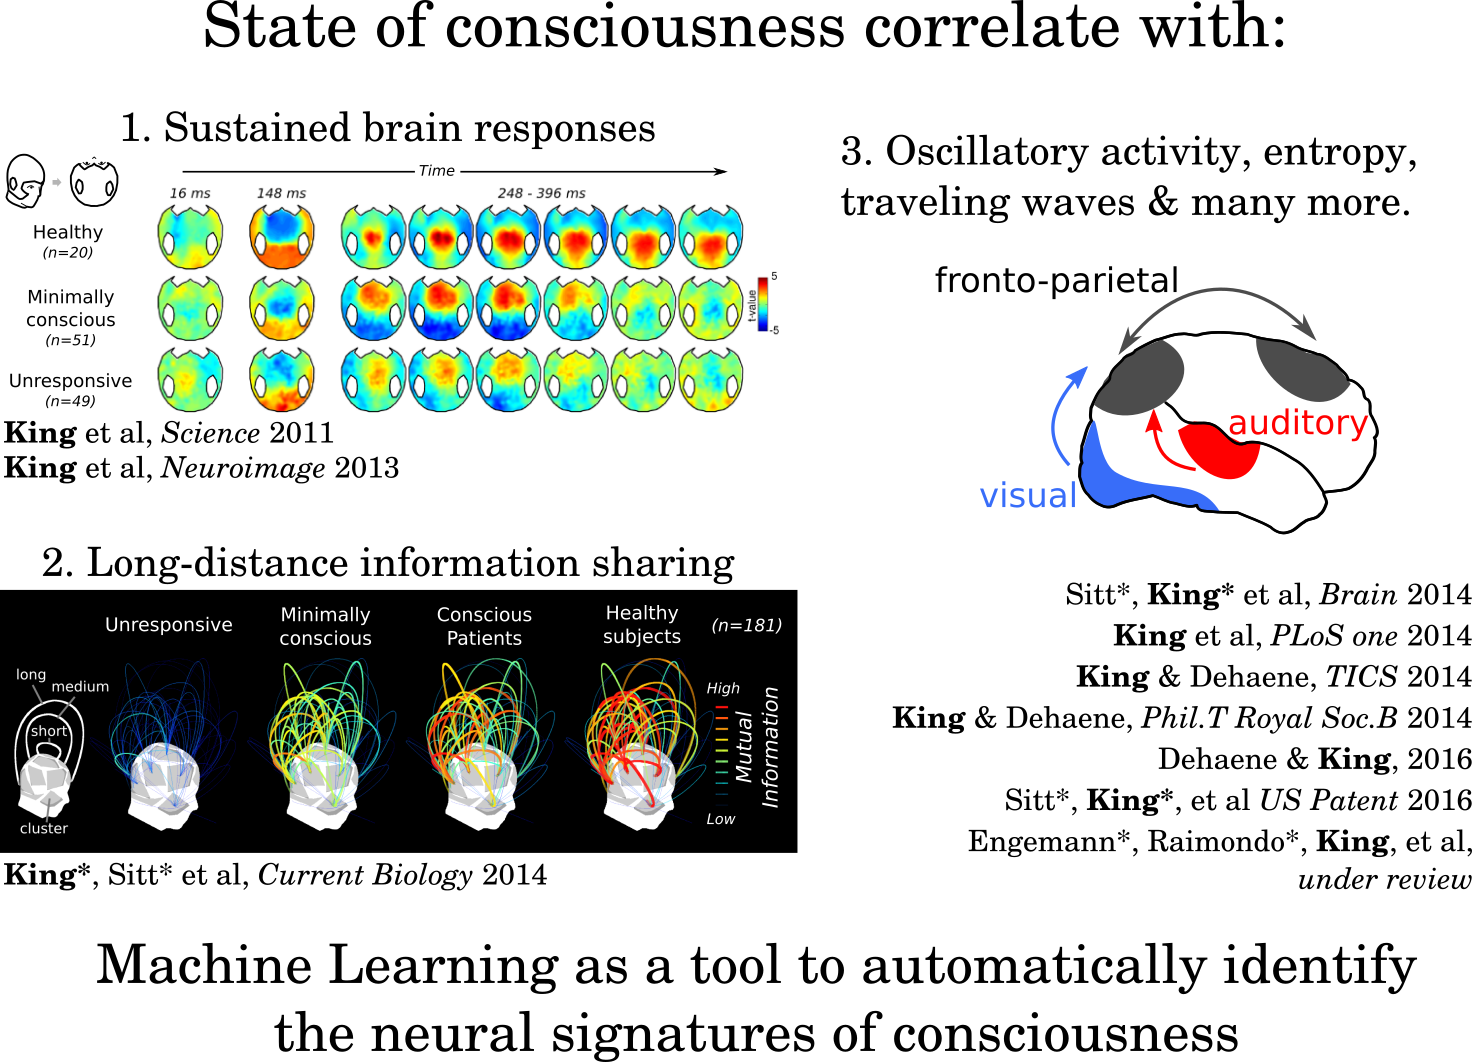 State of consciousness correlate with:
1. Sustained brain responses
Time
16 ms
148 ms
248 - 396 ms
Healthy
(n=20)
Minimally
conscious
(n=51)
Unresponsive
(n=49)
5
t-value
-5
King et al, Science 2011
King et al, Neuroimage 2013
2. Long-distance information sharing
Unresponsive
Minimally
conscious
Conscious
Patients
Healthy
subjects
(n=181)
long
medium
short
cluster
High
Mutual
Information
Low
King*, Sitt* et al, Current Biology 2014
3. Oscillatory activity, entropy,
traveling waves & many more.
fronto-parietal
auditory
visual
Sitt*, King* et al, Brain 2014
King et al, PLoS one 2014
King & Dehaene, TICS 2014
King & Dehaene, Phil.T Royal Soc.B 2014
Dehaene & King, 2016
Sitt*, King*, et al US Patent 2016
Engemann*, Raimondo*, King, et al,
under review
Machine Learning as a tool to automatically identify
the neural signatures of consciousness